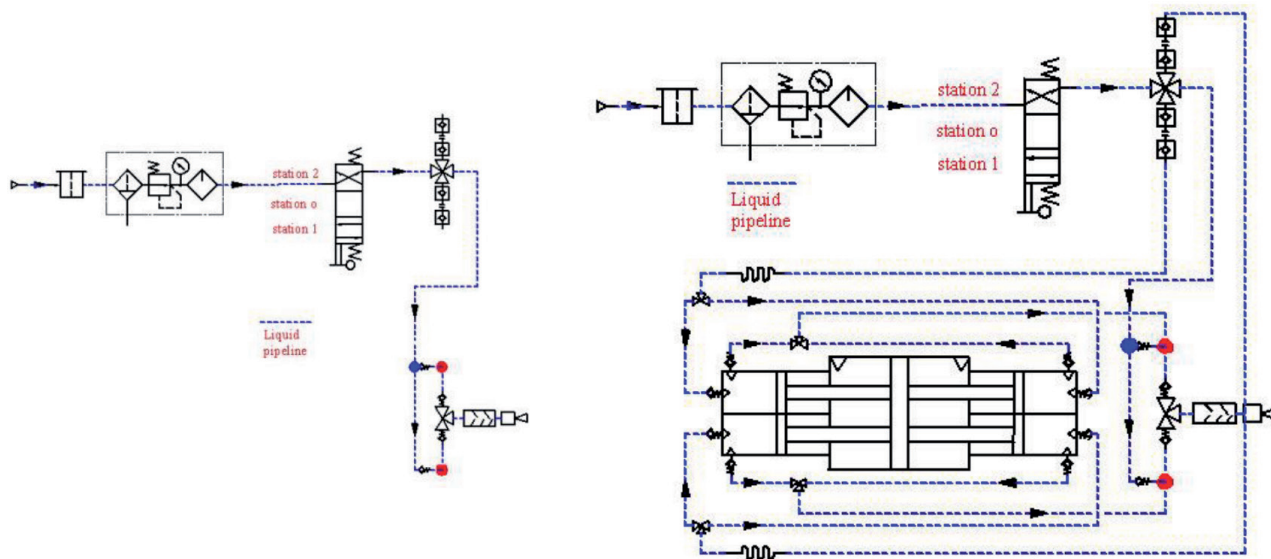 station 2
station o
station 1
Liquid
pipeline
station 2
station o
station 1
Liquid
pipeline